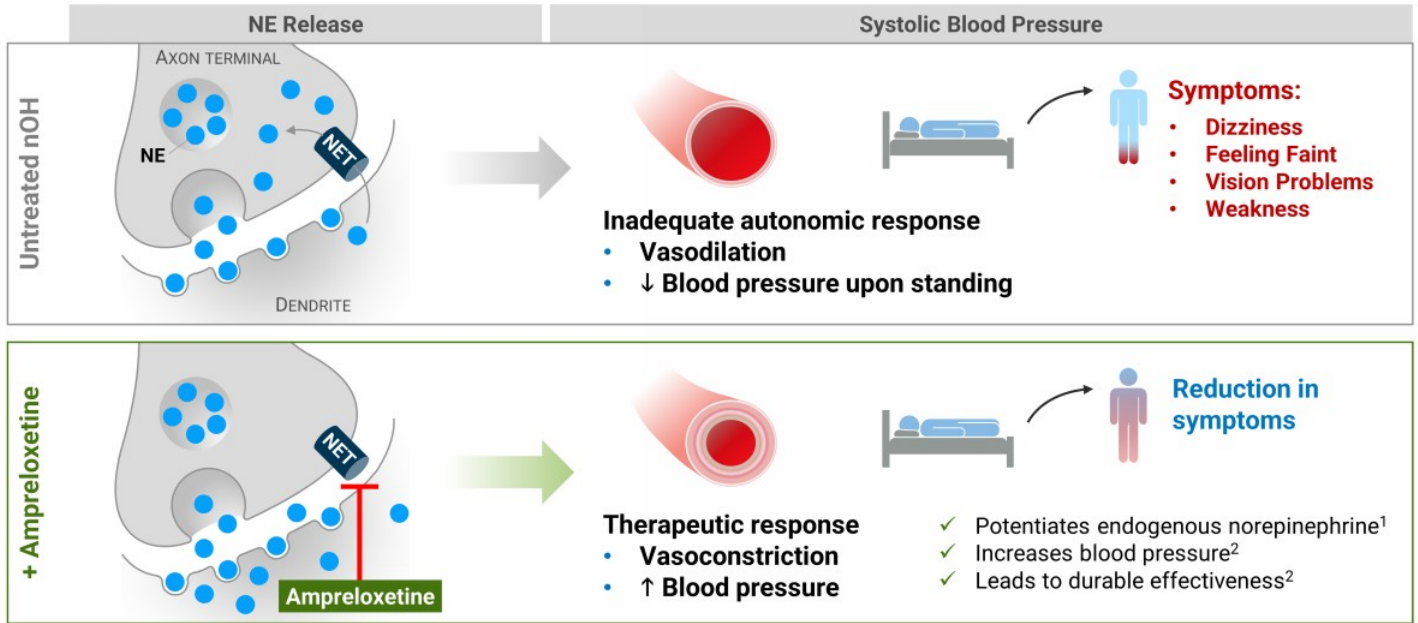 NE Release
Systolic Blood Pressure
Untreated nOH
AXON TERMINAL
NE
NET
DENDRITE
Inadequate autonomic response
• Vasodilation
• ↓ Blood pressure upon standing
Symptoms:
• Dizziness
• Feeling Faint
• Vision Problems
• Weakness
+ Ampreloxetine
NET
Ampreloxetine
Therapeutic response
• Vasoconstriction
• ↑ Blood pressure
Reduction in
symptoms
✓ Potentiates endogenous norepinephrine¹
✓ Increases blood pressure²
✓ Leads to durable effectiveness²